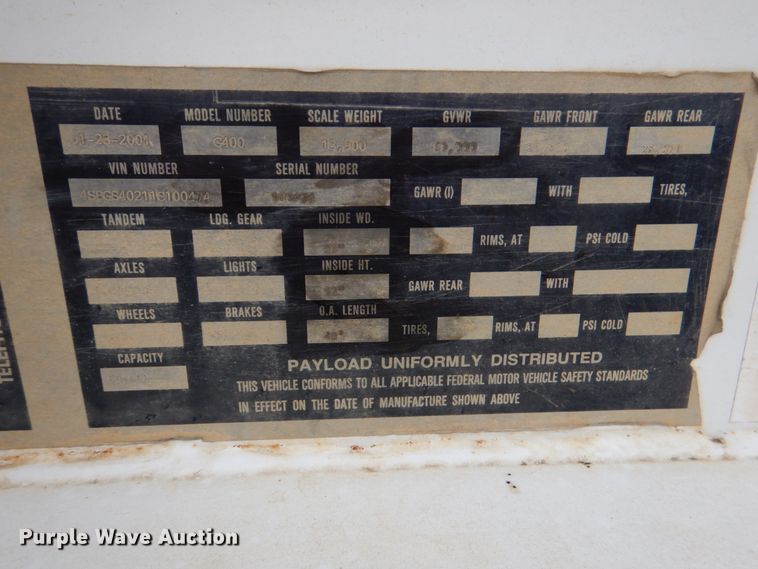 DATE MODEL NUMBER SCALE WEIGHT GVWR GAWR FRONT GAWR REAR
-23-2001 G400
VIN NUMBER SERIAL NUMBER
GAWR (I) WITH TIRES,
TANDEM LDG. GEAR INSIDE WD.
RIMS, AT PSI COLD
AXLES LIGHTS INSIDE HT.
GAWR REAR WITH
WHEELS BRAKES O.A. LENGTH
TIRES, RIMS, AT PSI COLD
CAPACITY
PAYLOAD UNIFORMLY DISTRIBUTED
THIS VEHICLE CONFORMS TO ALL APPLICABLE FEDERAL MOTOR VEHICLE SAFETY STANDARDS
IN EFFECT ON THE DATE OF MANUFACTURE SHOWN ABOVE
Purple Wave Auction